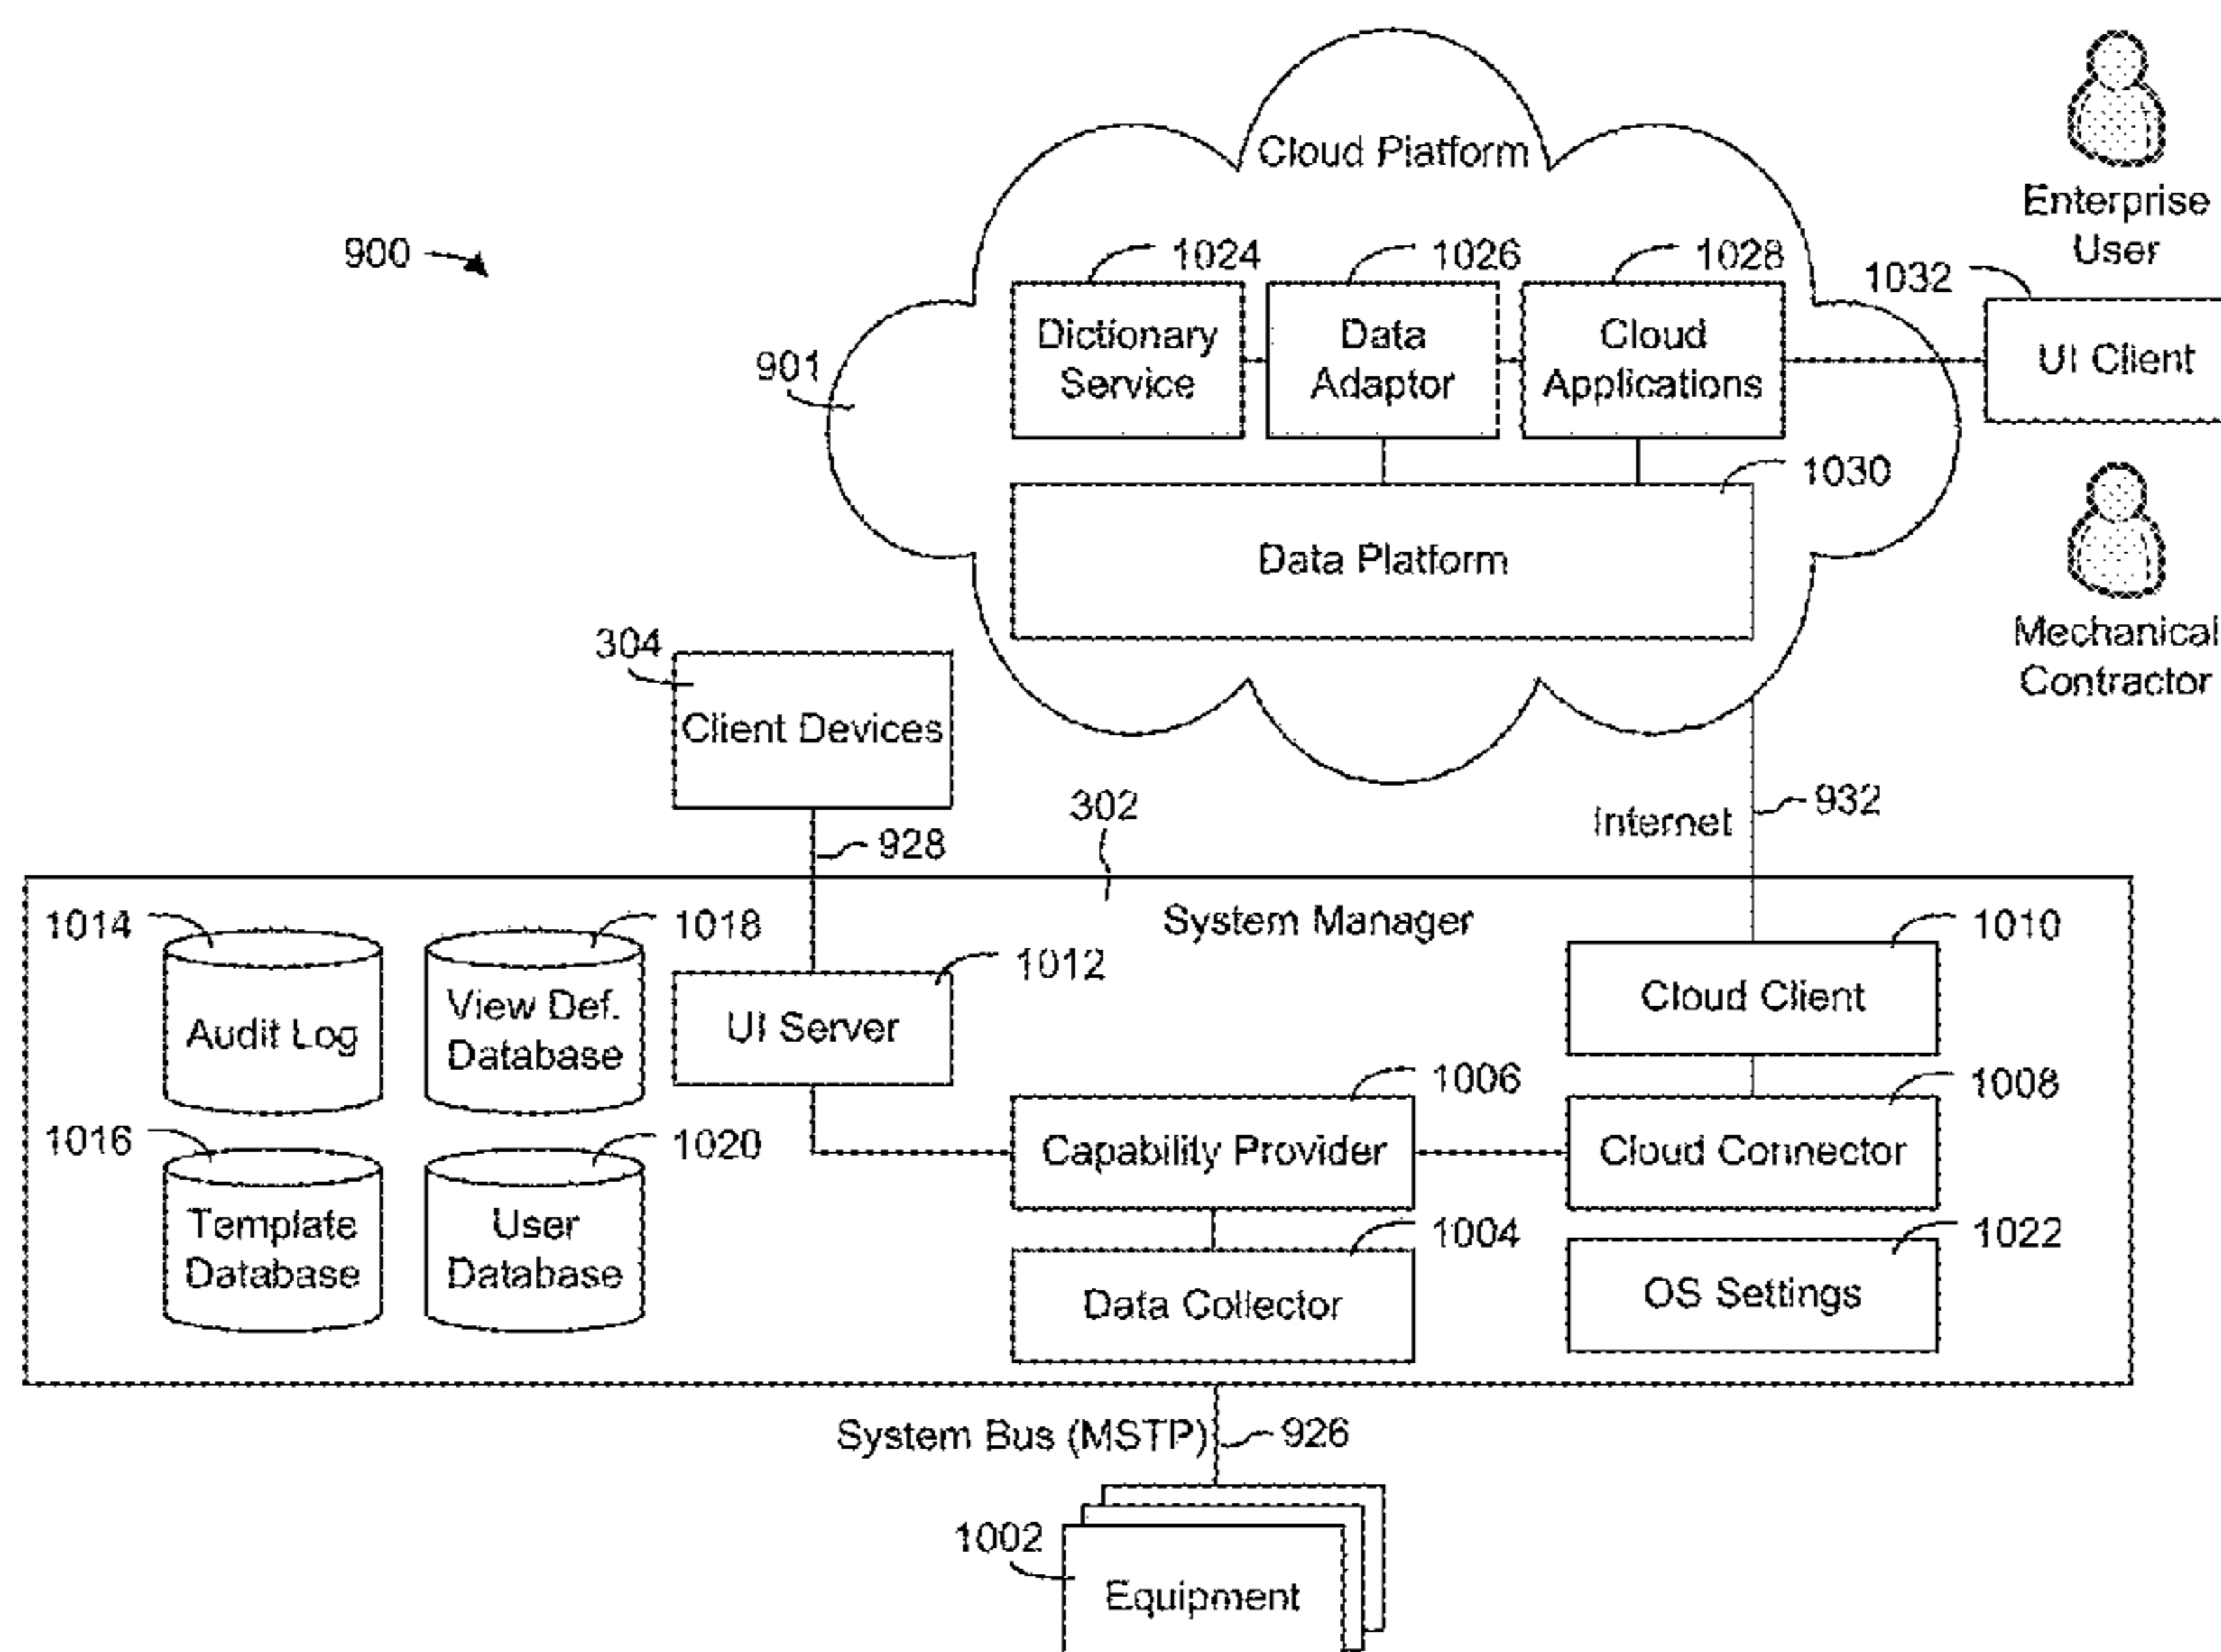 Cloud Platform
Enterprise
User
900
1024
1026
1028
1032
Dictionary
Service
Data
Adaptor
Cloud
Applications
UI Client
901
1030
Data Platform
Mechanical
Contractor
304
Client Devices
302
Internet
932
928
System Manager
1014
1018
1012
1010
Audit Log
View Def.
Database
UI Server
Cloud Client
1016
1020
1006
1008
Template
Database
User
Database
Capability Provider
Cloud Connector
1004
1022
Data Collector
OS Settings
System Bus (MSTP)
926
1002
Equipment